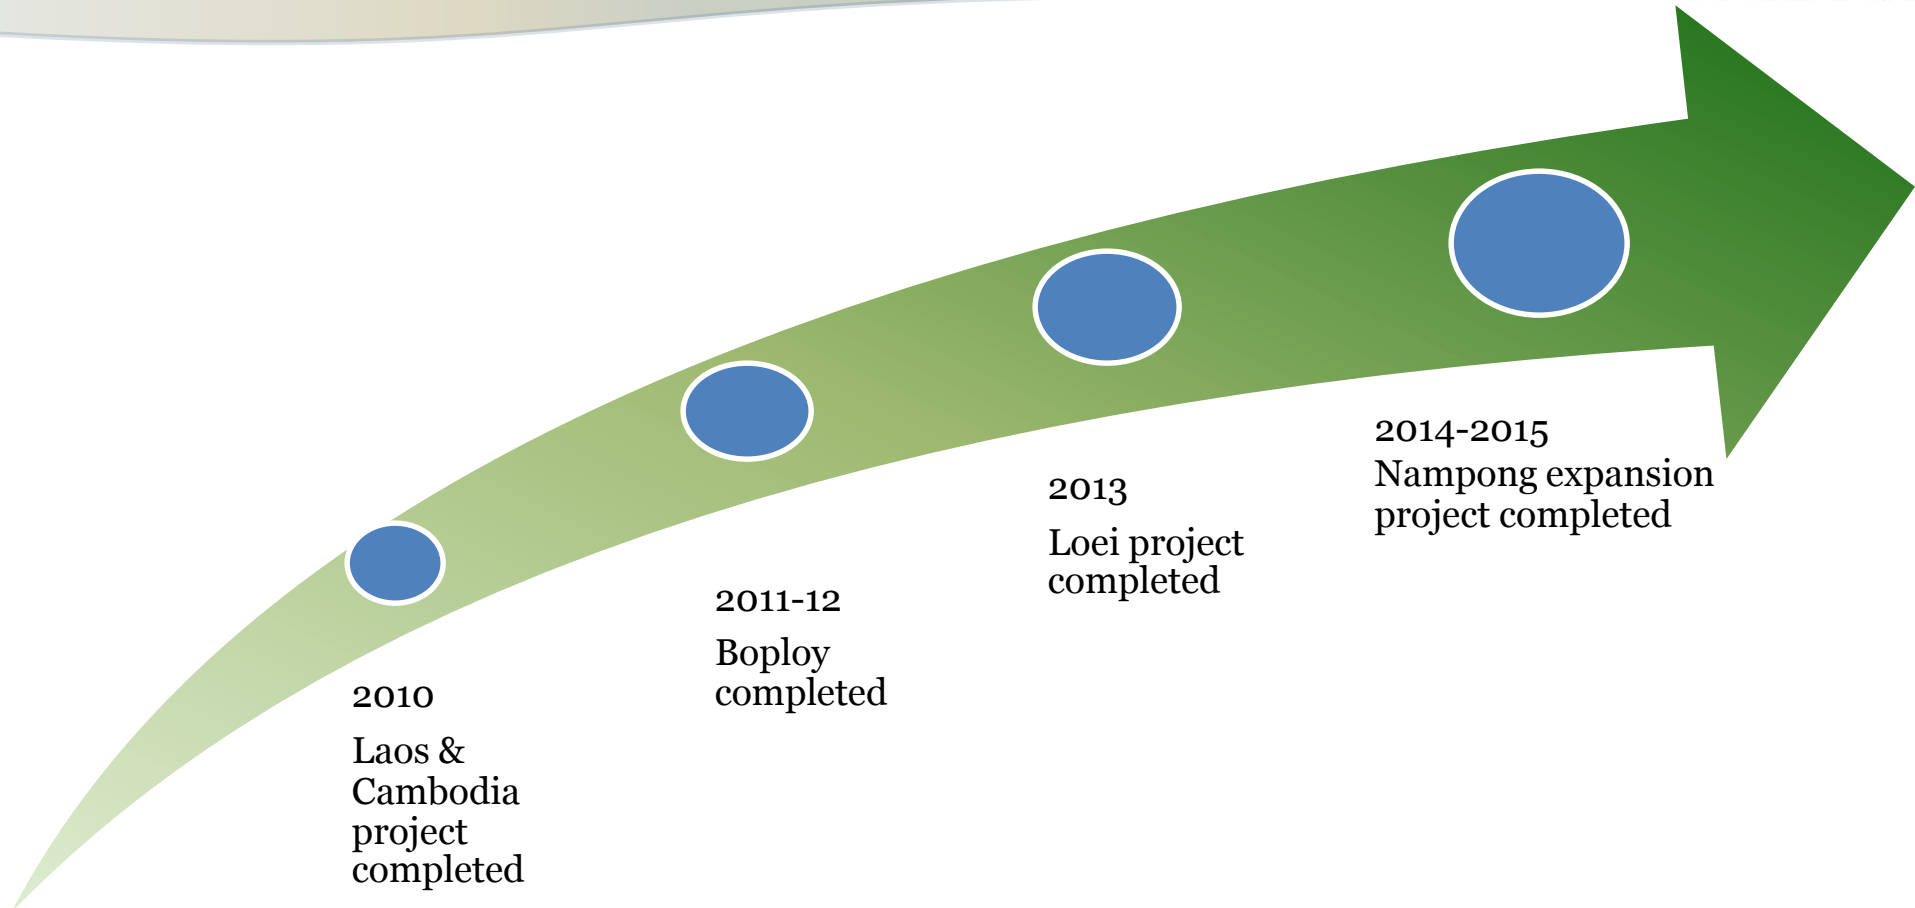 2010
Laos &
Cambodia
project
completed
2011-12
Boploy
completed
2013
Loei project
completed
2014-2015
Nampong expansion
project completed